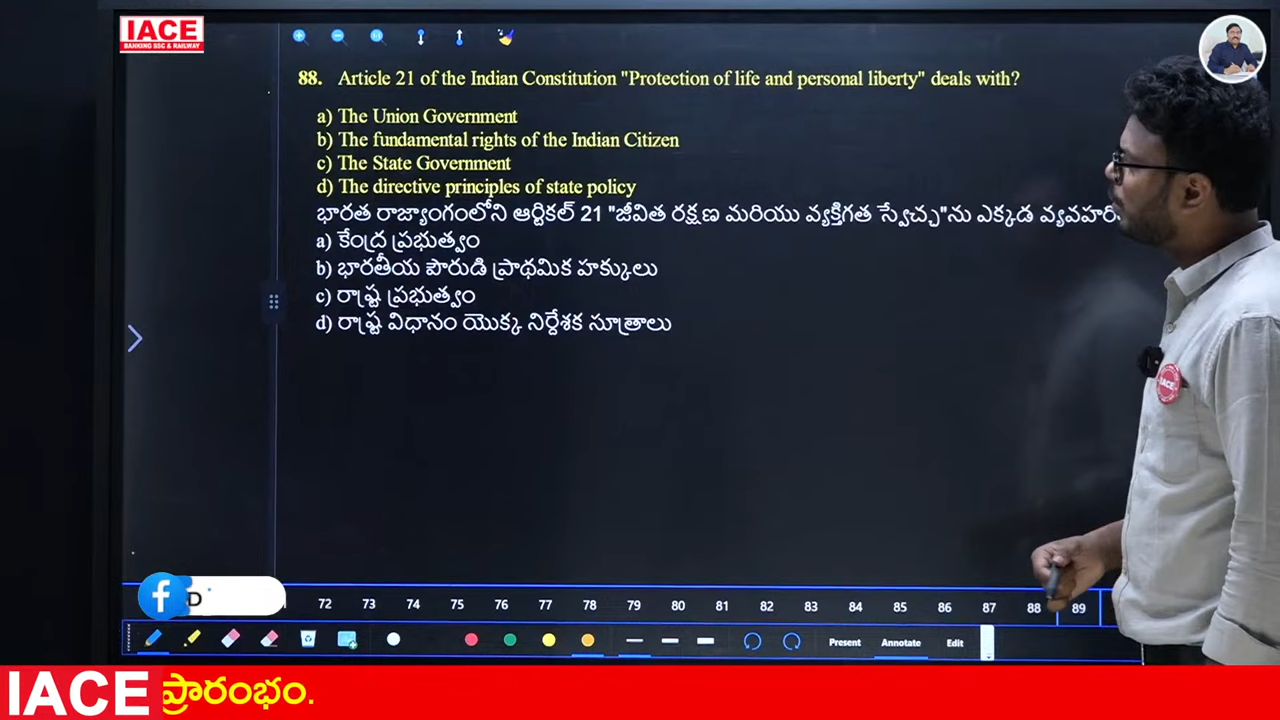 IACE
BANKING SSC & RAILWAY
88. Article 21 of the Indian Constitution "Protection of life and personal liberty" deals with?
a) The Union Government
b) The fundamental rights of the Indian Citizen
c) The State Government
d) The directive principles of state policy
భారత రాజ్యాంగంలోని ఆర్టికల్ 21 "జీవిత రక్షణ మరియు వ్యక్తిగత స్వేచ్ఛ"ను ఎక్కడ
a) కేంద్ర ప్రభుత్వం
b) భారతీయ పౌరుడి ప్రాథమిక హక్కులు
c) రాష్ట్ర ప్రభుత్వం
d) రాష్ట్ర విధానం యొక్క నిర్దేశక సూత్రాలు
IACE
f D
72 73 74 75 76 77 78 79 80 81 82 83 84 85 86 87 88 89
Present Annotate Edit
IACE ప్రారంభం.